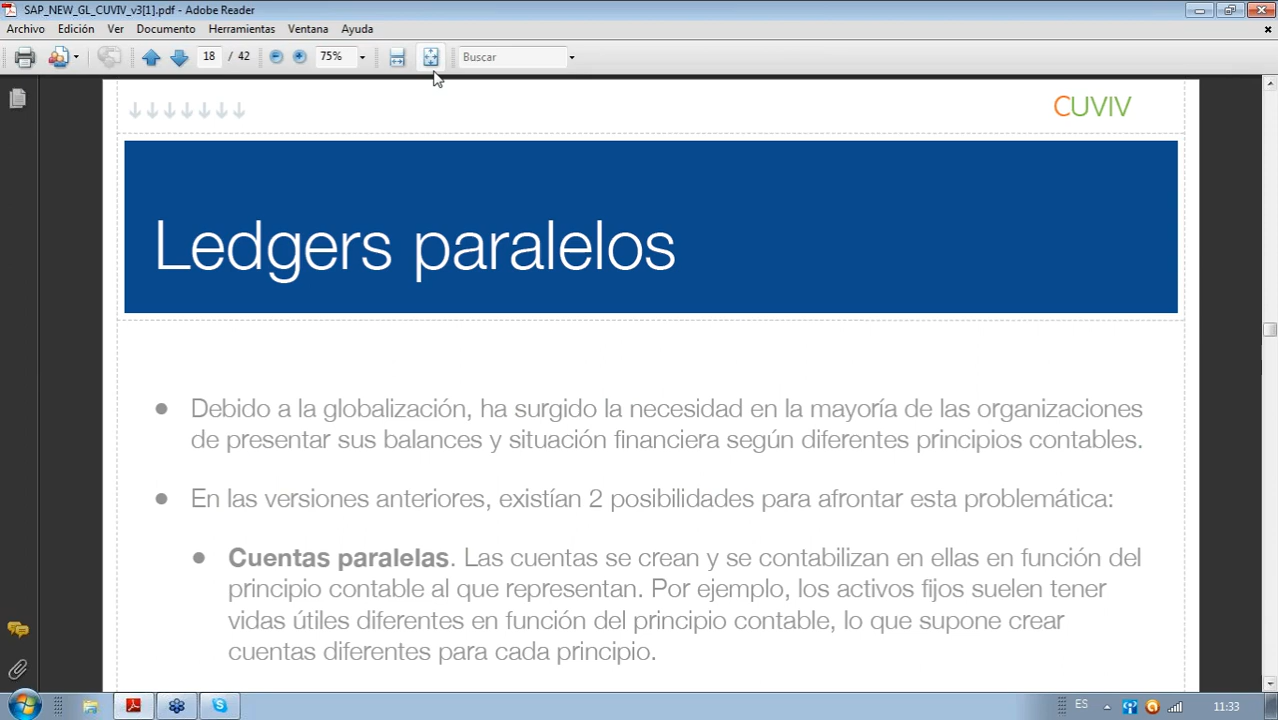 SAP_NEW_GL_CUVIV_v3[1].pdf - Adobe Reader
Archivo Edición Ver Documento Herramientas Ventana Ayuda
18 / 42 75% Buscar
CUVIV
Ledgers paralelos
Debido a la globalización, ha surgido la necesidad en la mayoría de las organizaciones
de presentar sus balances y situación financiera según diferentes principios contables.
En las versiones anteriores, existían 2 posibilidades para afrontar esta problemática:
Cuentas paralelas. Las cuentas se crean y se contabilizan en ellas en función del
principio contable al que representan. Por ejemplo, los activos fijos suelen tener
vidas útiles diferentes en función del principio contable, lo que supone crear
cuentas diferentes para cada principio.
ES 11:33